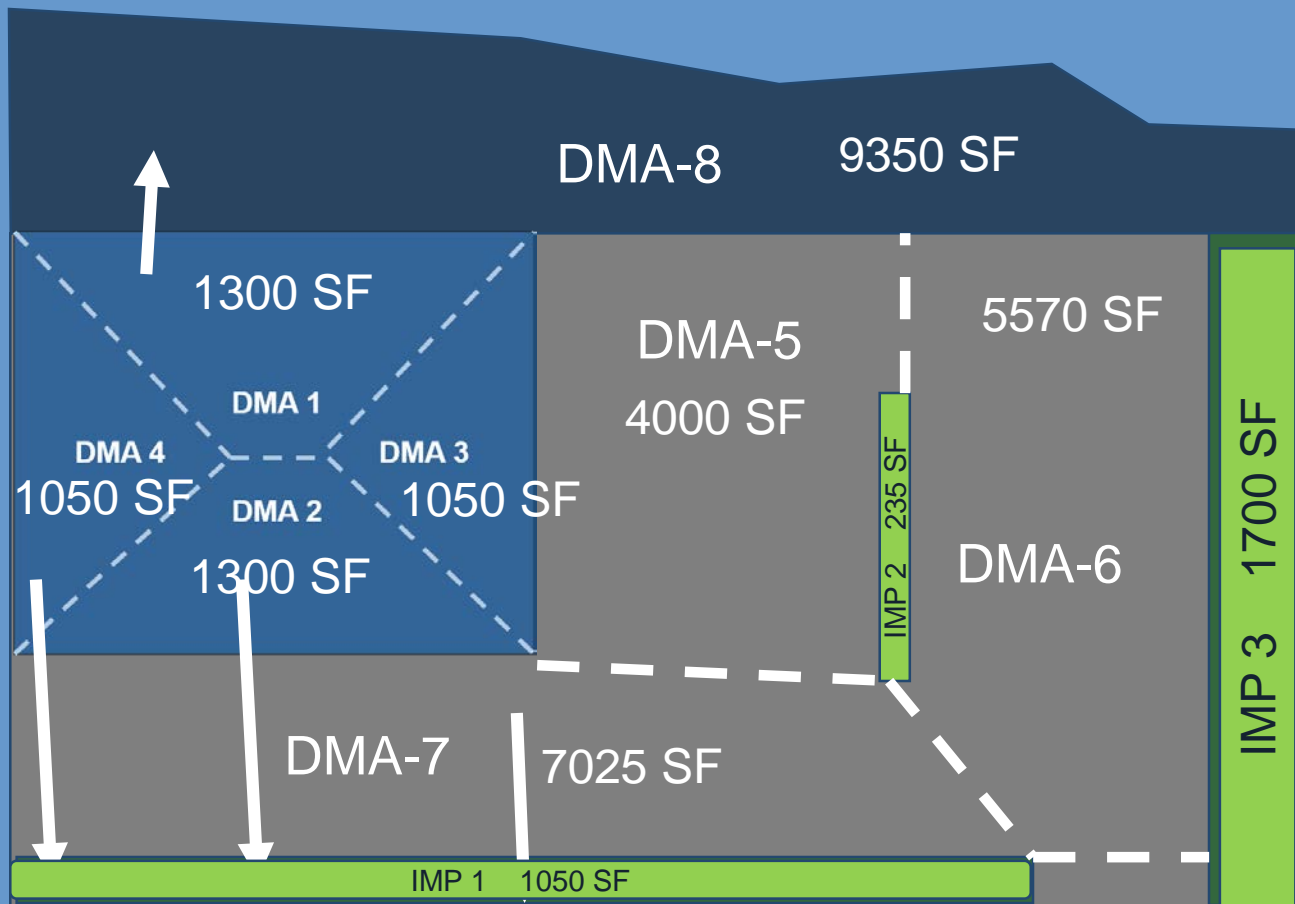 DMA-8 9350 SF
1300 SF
DMA 1
DMA 4
1050 SF
DMA 3
1050 SF
DMA 2
1300 SF
DMA-5
4000 SF
5570 SF
DMA-6
IMP 2 235 SF
IMP 3 1700 SF
DMA-7 7025 SF
IMP 1 1050 SF